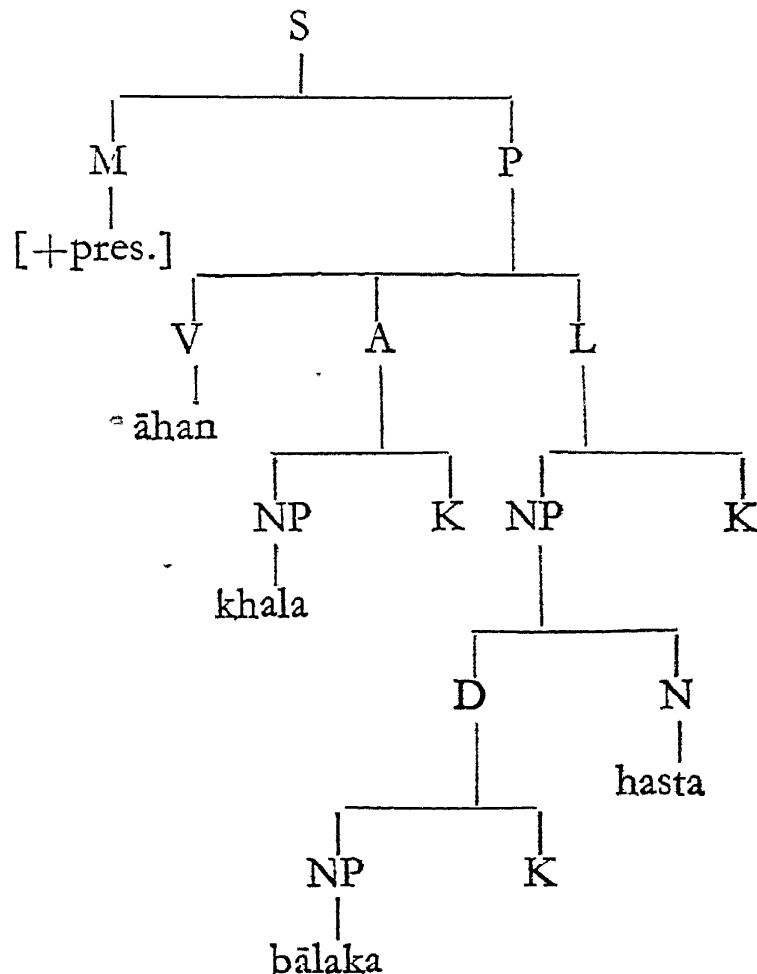 S
M P
[+pres.]
V A L
āhan
NP K NP K
khala
D N
hasta
NP K
bālaka